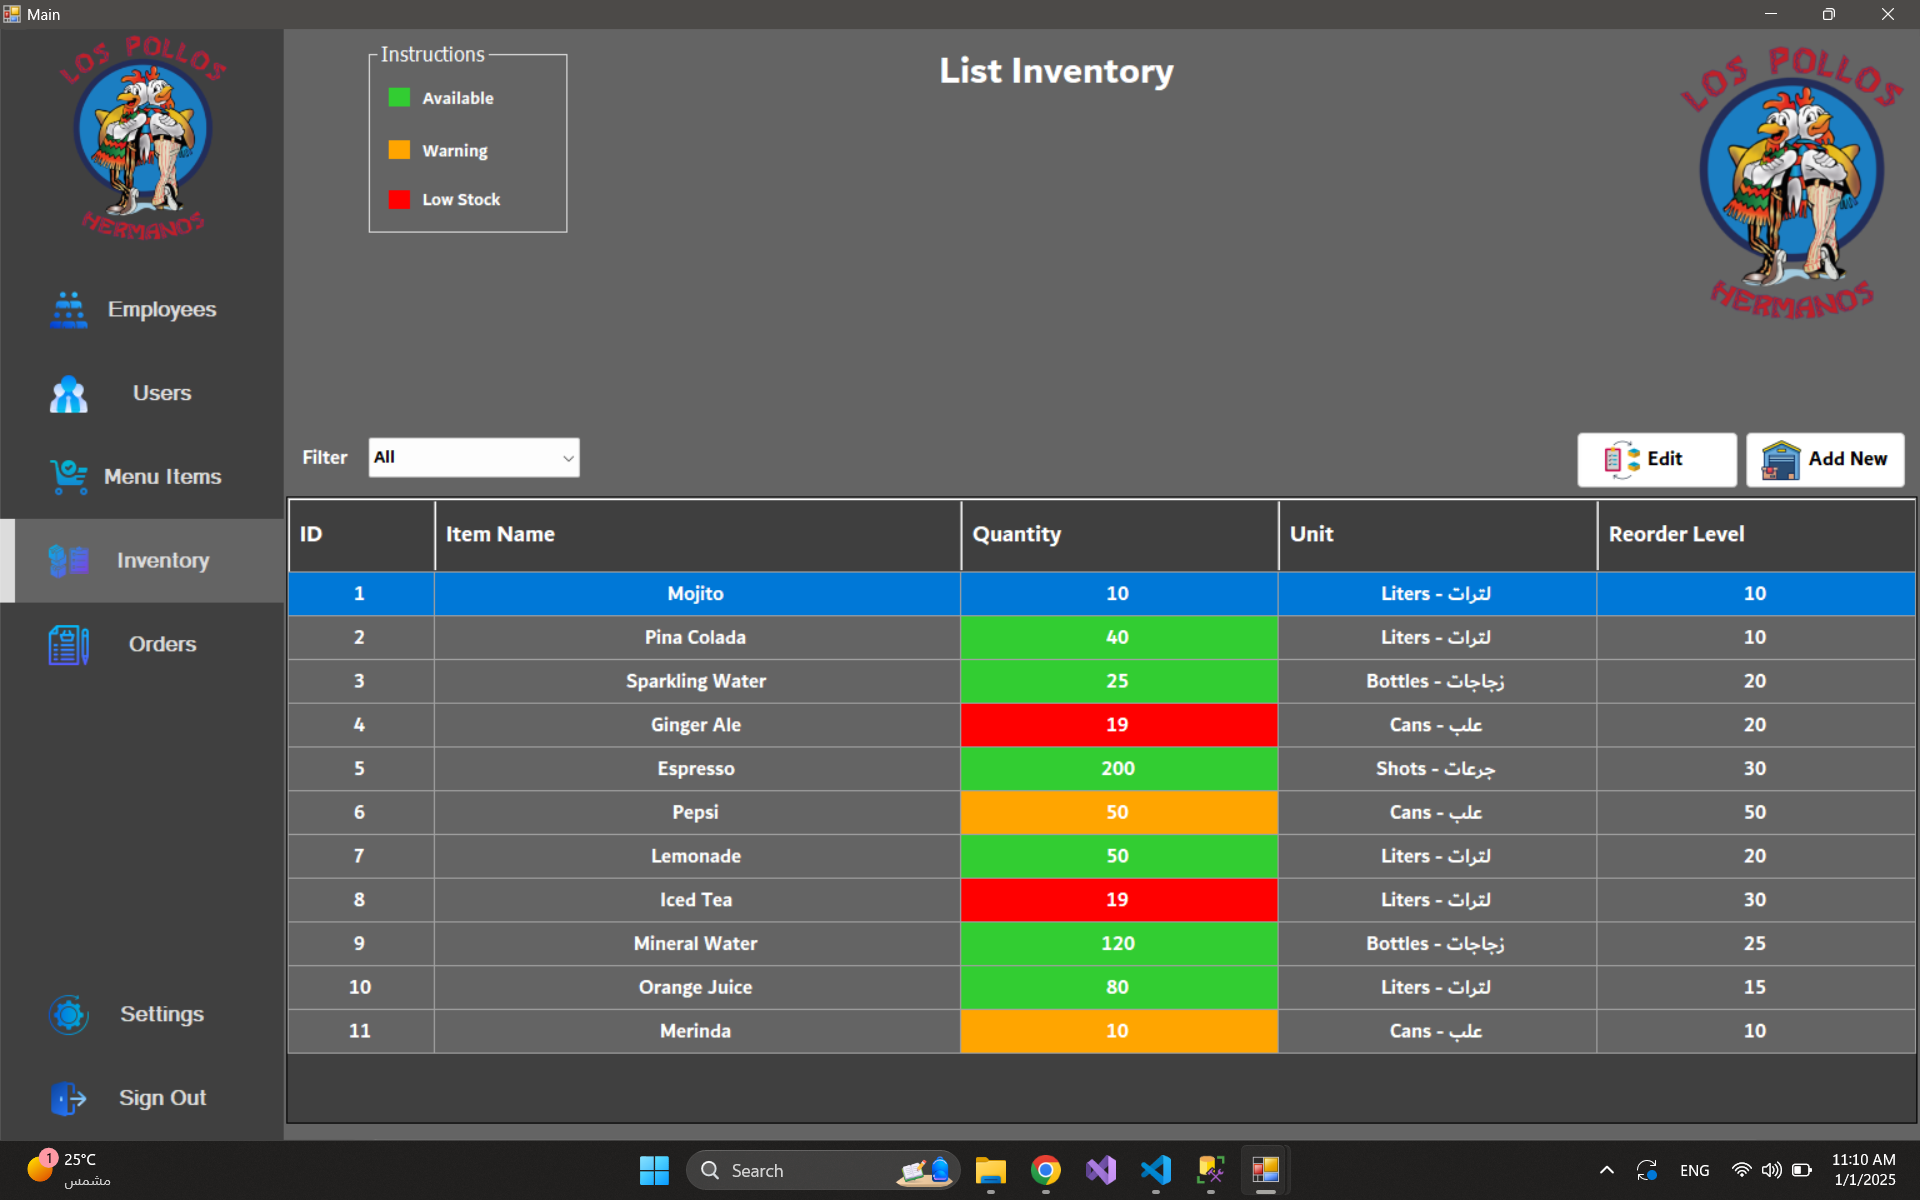 Main
LOS POLLOS
HERMANOS
Employees
Users
Menu Items
Inventory
Orders
Settings
Sign Out
Instructions
Available
Warning
Low Stock
List Inventory
LOS POLLOS
HERMANOS
Filter All
Edit
Add New
ID Item Name Quantity Unit Reorder Level
1 Mojito 10 Liters - لترات 10
2 Pina Colada 40 Liters - لترات 10
3 Sparkling Water 25 Bottles - زجاجات 20
4 Ginger Ale 19 Cans - علب 20
5 Espresso 200 Shots - جرعات 30
6 Pepsi 50 Cans - علب 50
7 Lemonade 50 Liters - لترات 20
8 Iced Tea 19 Liters - لترات 30
9 Mineral Water 120 Bottles - زجاجات 25
10 Orange Juice 80 Liters - لترات 15
11 Merinda 10 Cans - علب 10
1
25°C
مشمس
Search
ENG
11:10 AM
1/1/2025